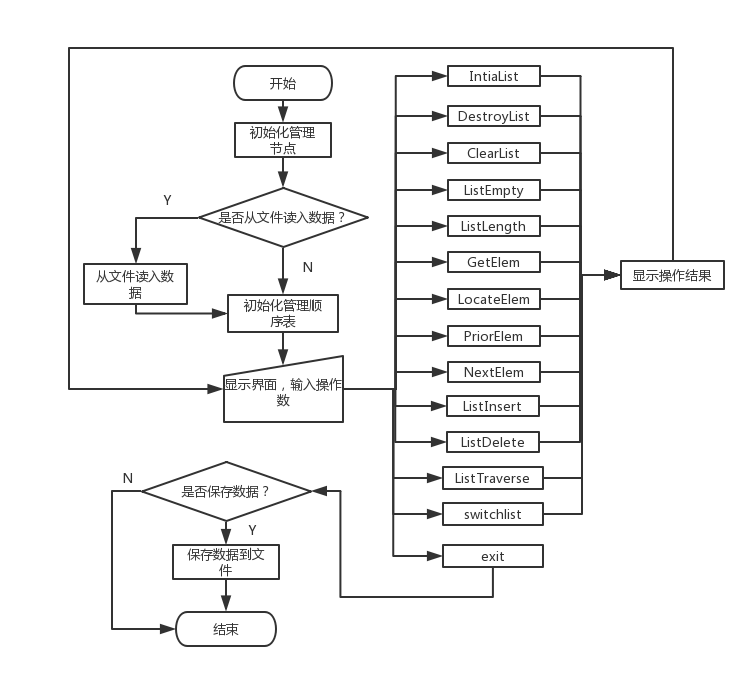 开始
初始化管理
节点
是否从文件读入数据？
Y
N
从文件读入数
据
初始化管理顺
序表
显示界面，输入操作
数
IntiaList
DestroyList
ClearList
ListEmpty
ListLength
GetElem
LocateElem
PriorElem
NextElem
ListInsert
ListDelete
ListTraverse
switchlist
exit
显示操作结果
是否保存数据？
N
Y
保存数据到文
件
结束